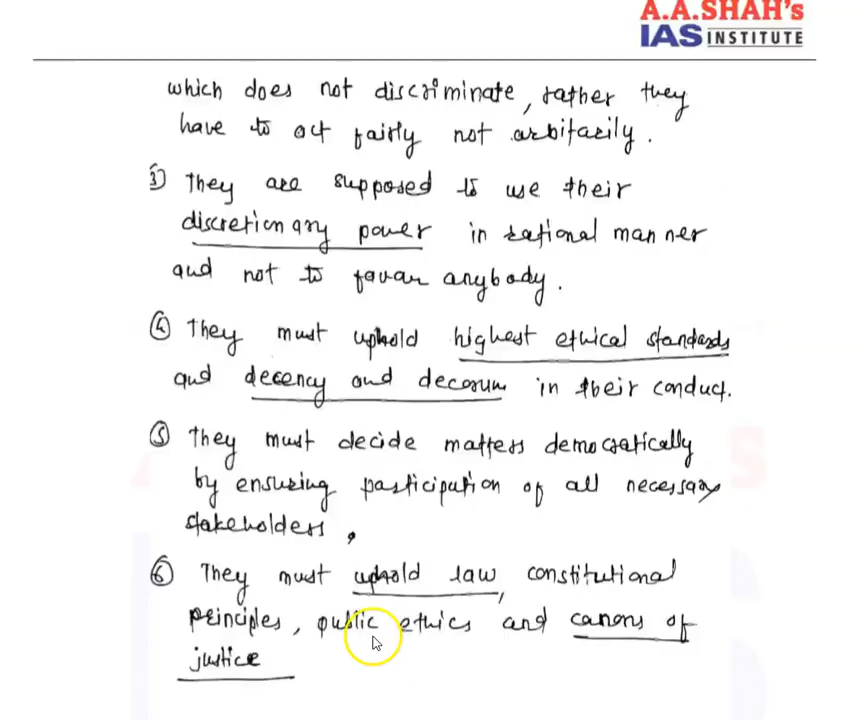 A.A.SHAH's
IAS INSTITUTE
which does not discriminate, rather they
have to act fairly not arbitarily.
3) They are supposed to use their
discretionary power in rational manner
and not to favour anybody.
4) They must uphold highest ethical standards
and decency and decorum in their conduct.
5) They must decide matters democratically
by ensuring participation of all necessary
stakeholders.
6) They must uphold law, constitutional
principles, public ethics and canons of
justice